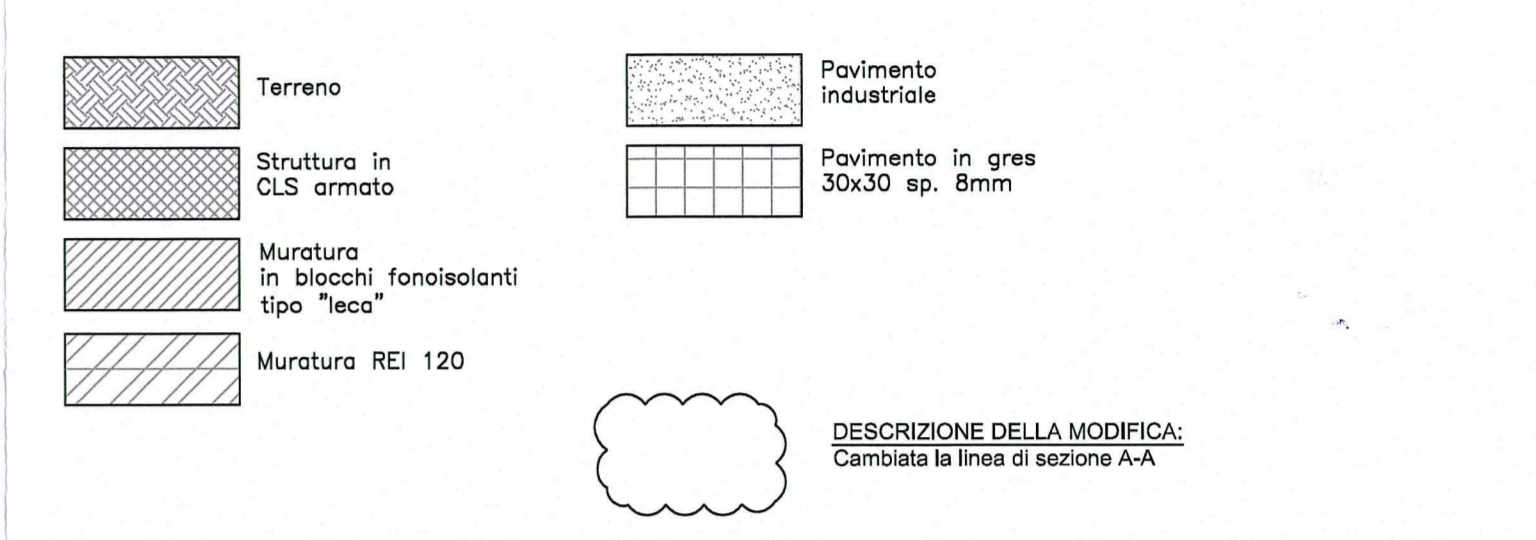 Terreno
Struttura in
CLS armato
Muratura
in blocchi fonoisolanti
tipo "leca"
Muratura REI 120
Pavimento
industriale
Pavimento in gres
30x30 sp. 8mm
DESCRIZIONE DELLA MODIFICA:
Cambiata la linea di sezione A-A